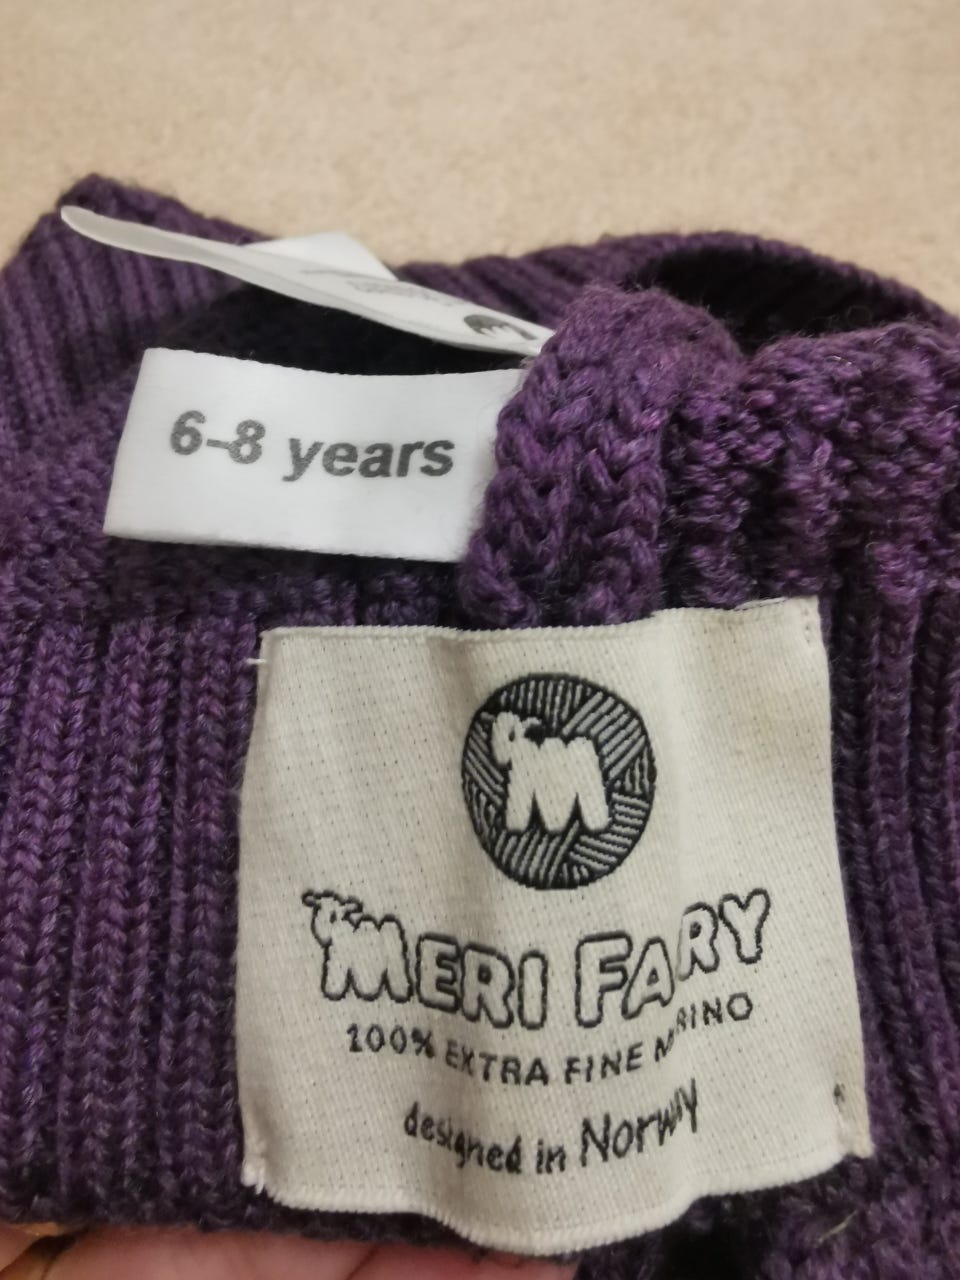 6-8 years
MERI FARY
100% EXTRA FINE MERINO
designed in Norway